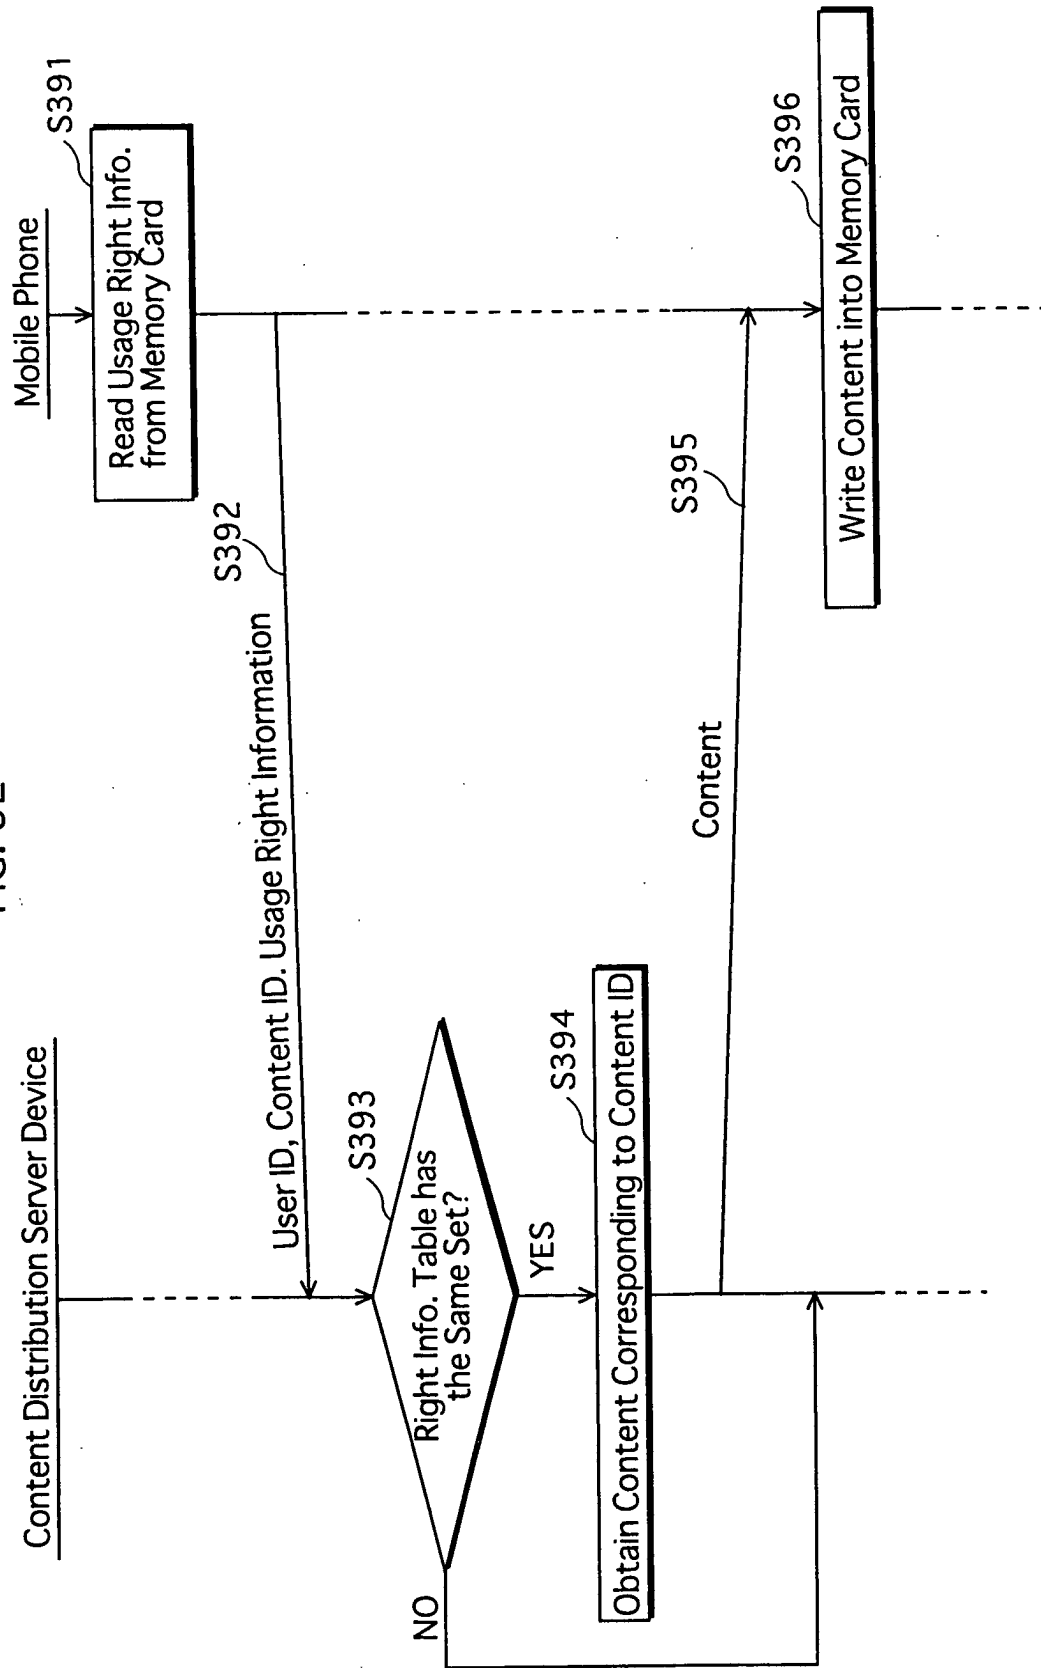 Content Distribution Server Device
Mobile Phone
S391
Read Usage Right Info.
from Memory Card
S392
User ID, Content ID. Usage Right Information
S393
Right Info. Table has
the Same Set?
NO
YES
S394
Obtain Content Corresponding to Content ID
S395
Content
S396
Write Content into Memory Card